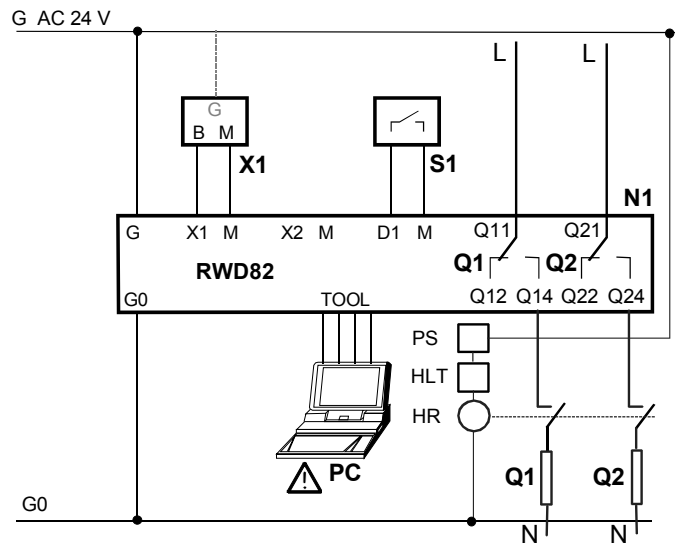 G AC 24 V
L L
G
B M
X1
S1
N1
G X1 M X2 M D1 M Q11 Q21
RWD82
Q1 Q2
G0 TOOL Q12 Q14 Q22 Q24
PS
HLT
HR
PC
Q1 Q2
G0
N N